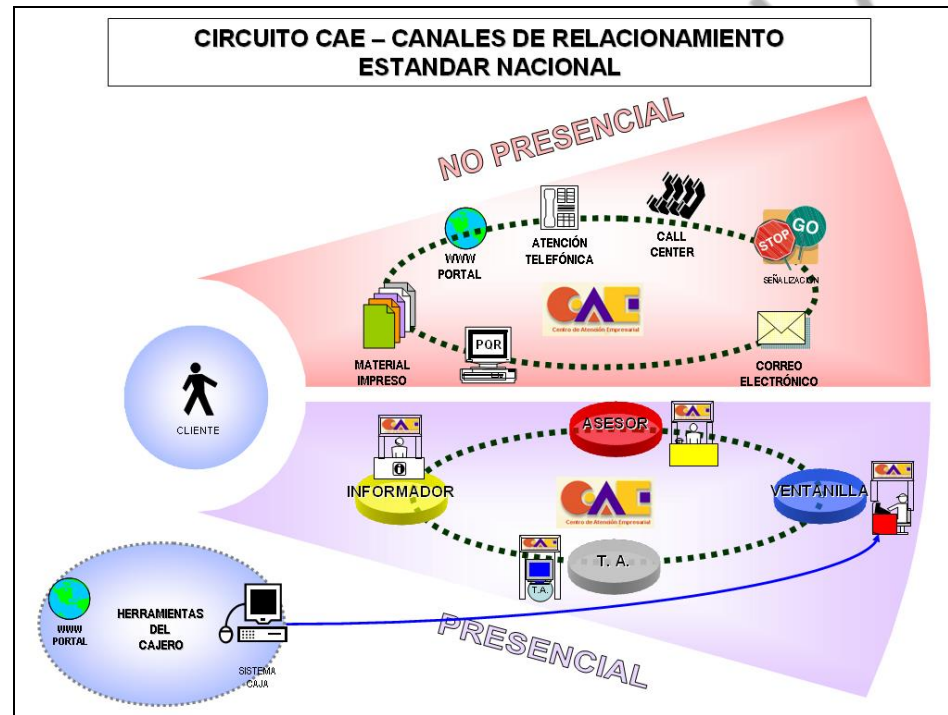 CIRCUITO CAE – CANALES DE RELACIONAMIENTO
ESTANDAR NACIONAL
NO PRESENCIAL
WWW
PORTAL
ATENCIÓN
TELEFÓNICA
CALL
CENTER
STOP
GO
SEÑALIZACIÓN
MATERIAL
IMPRESO
PQR
CAE
Centro de Atención Empresarial
CORREO
ELECTRÓNICO
CLIENTE
CAE
INFORMADOR
ASESOR
CAE
VENTANILLA
CAE
CAE
Centro de Atención Empresarial
CAE
T.A.
T. A.
PRESENCIAL
WWW
PORTAL
HERRAMIENTAS
DEL
CAJERO
SISTEMA
CAJA